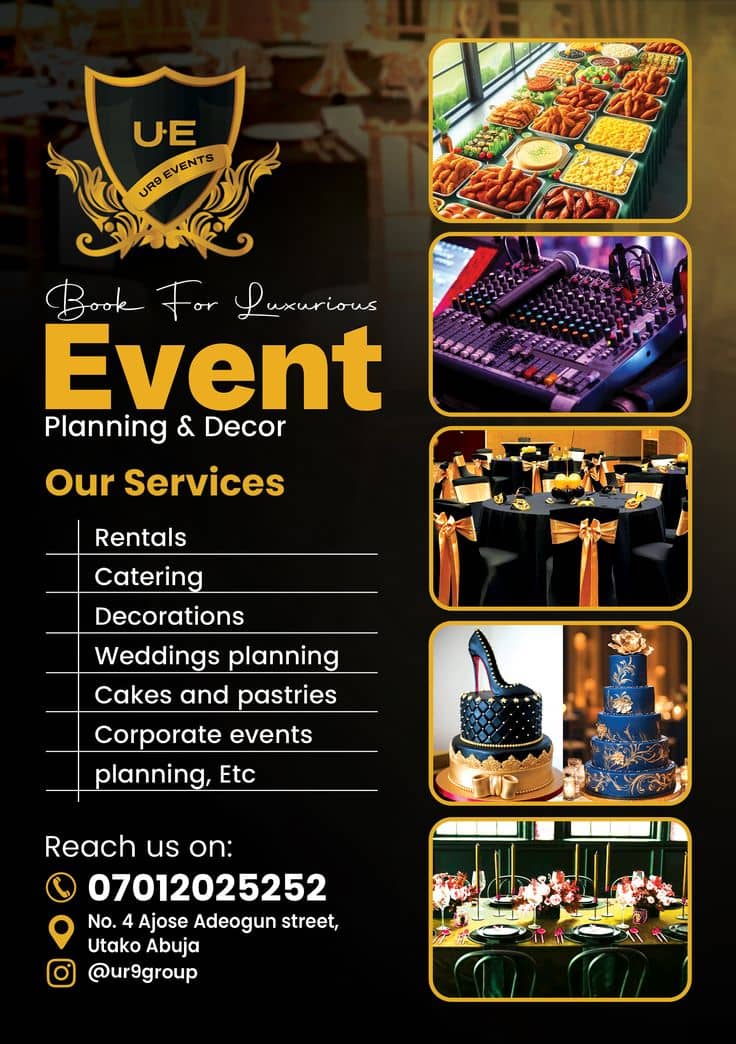 U·E
UR9 EVENTS
Book For Luxurious
Event
Planning & Decor
Our Services
Rentals
Catering
Decorations
Weddings planning
Cakes and pastries
Corporate events
planning, Etc
Reach us on:
07012025252
No. 4 Ajose Adeogun street,
Utako Abuja
@ur9group